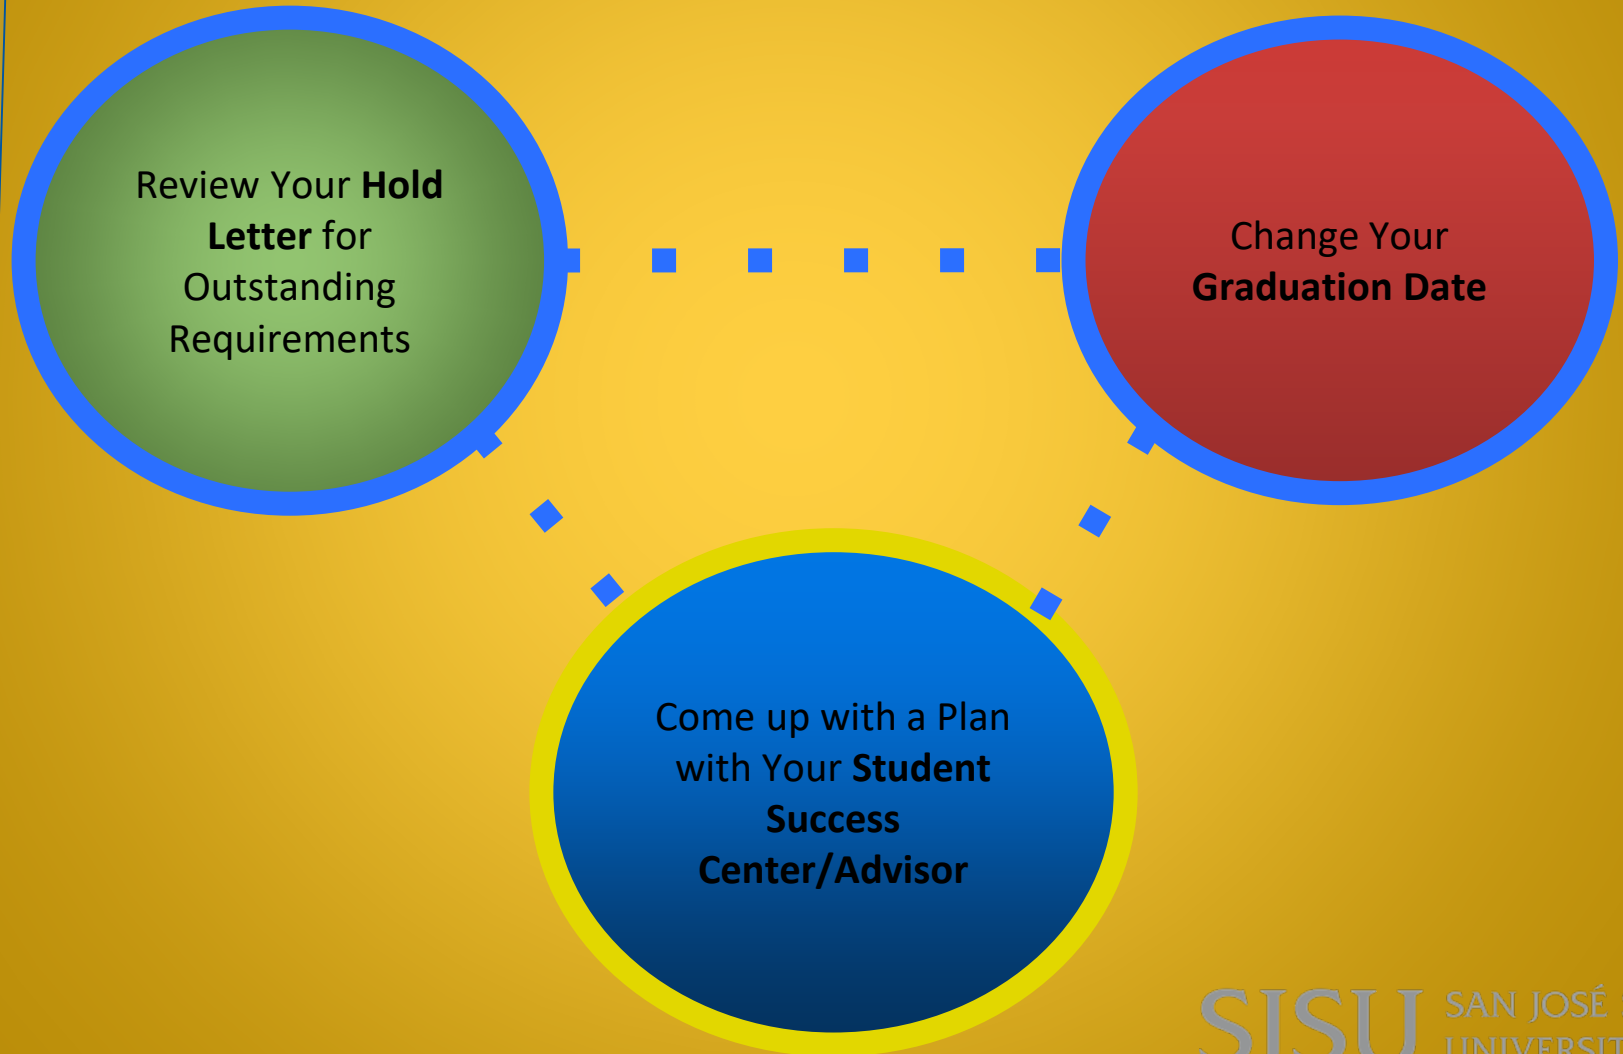 Review Your Hold
Letter for
Outstanding
Requirements
Change Your
Graduation Date
Come up with a Plan
with Your Student
Success
Center/Advisor
SJSU SAN JOSÉ
UNIVERSIT